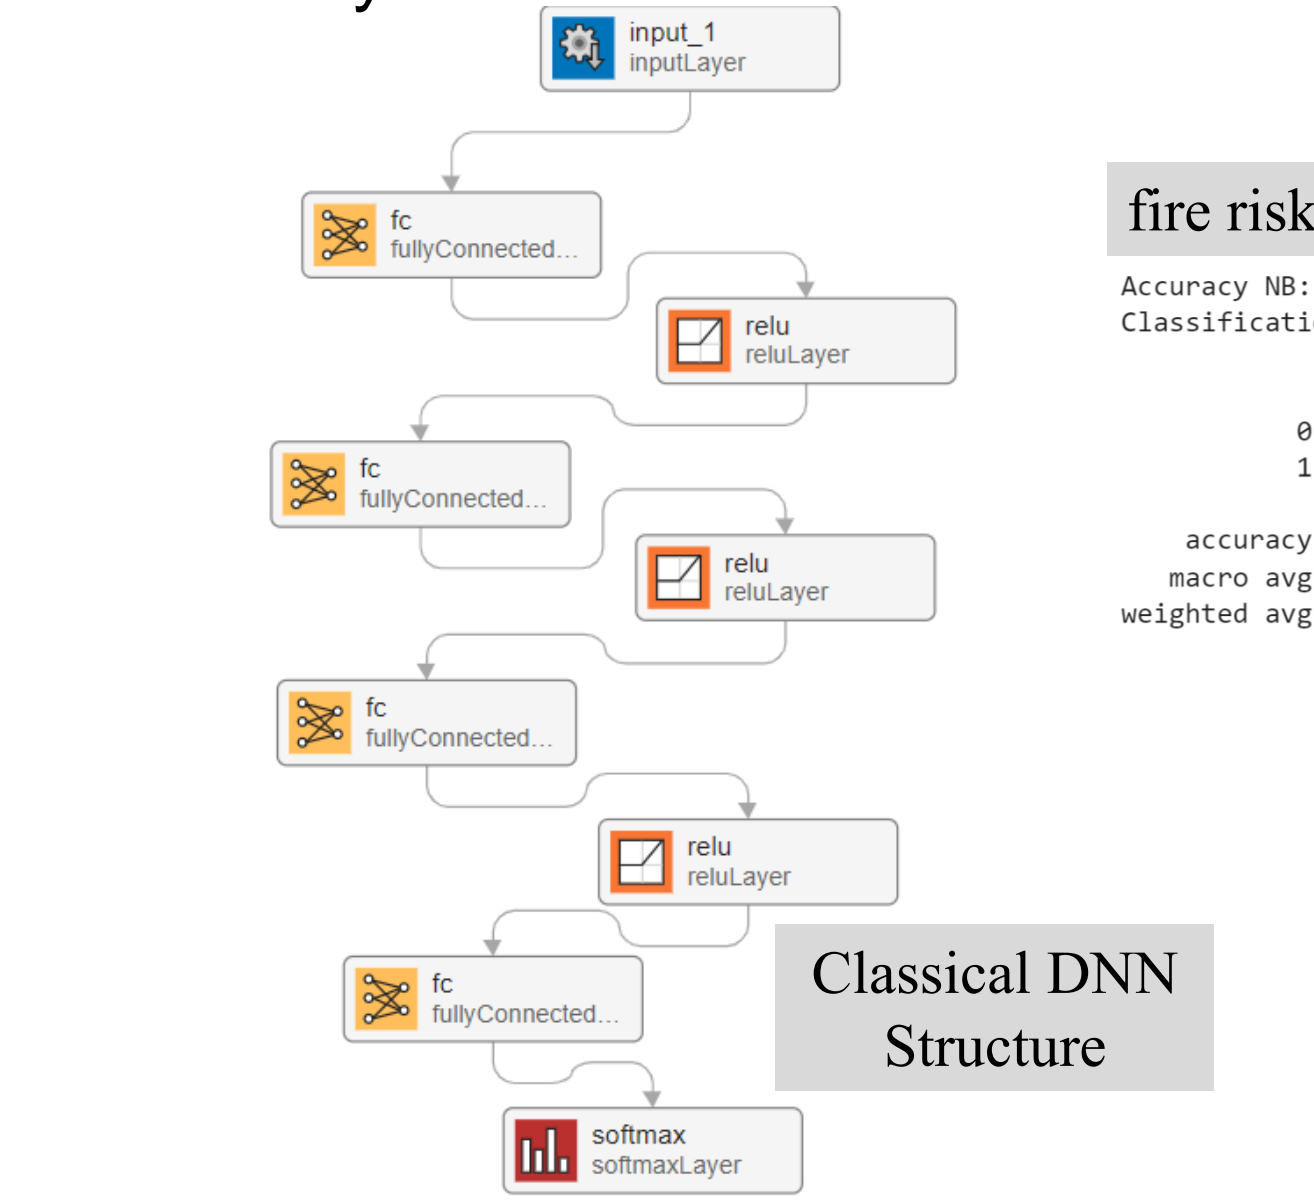 input_1
inputLayer
fc
fullyConnected...
relu
reluLayer
fc
fullyConnected...
relu
reluLayer
fc
fullyConnected...
relu
reluLayer
fc
fullyConnected...
softmax
softmaxLayer
Classical DNN
Structure
fire risk
Accuracy NB:
Classificati
0
1
accuracy
macro avg
weighted avg